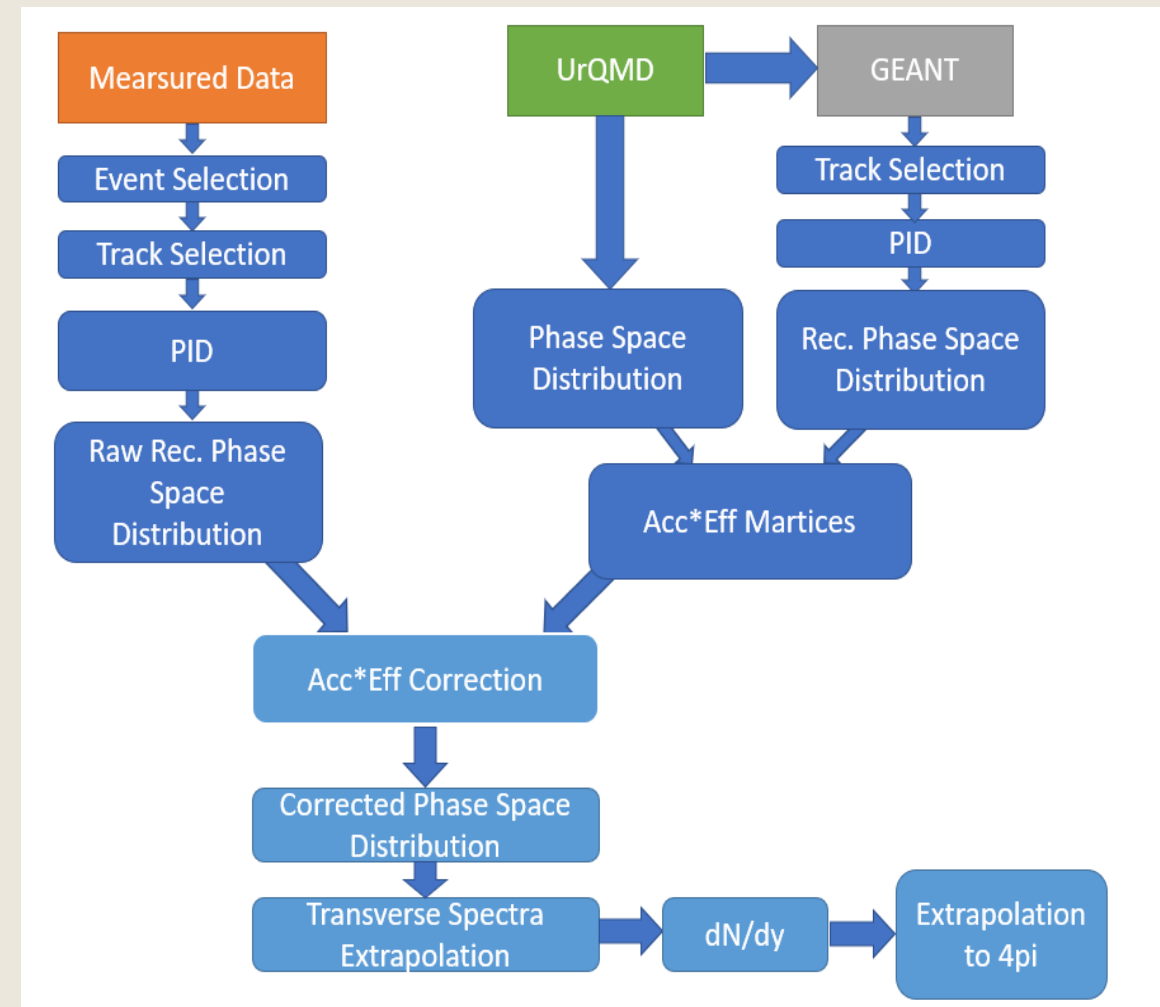 Mearsured Data
Event Selection
Track Selection
PID
Raw Rec. Phase
Space
Distribution
UrQMD
GEANT
Track Selection
PID
Phase Space
Distribution
Rec. Phase Space
Distribution
Acc*Eff Martices
Acc*Eff Correction
Corrected Phase Space
Distribution
Transverse Spectra
Extrapolation
dN/dy
Extrapolation
to 4pi